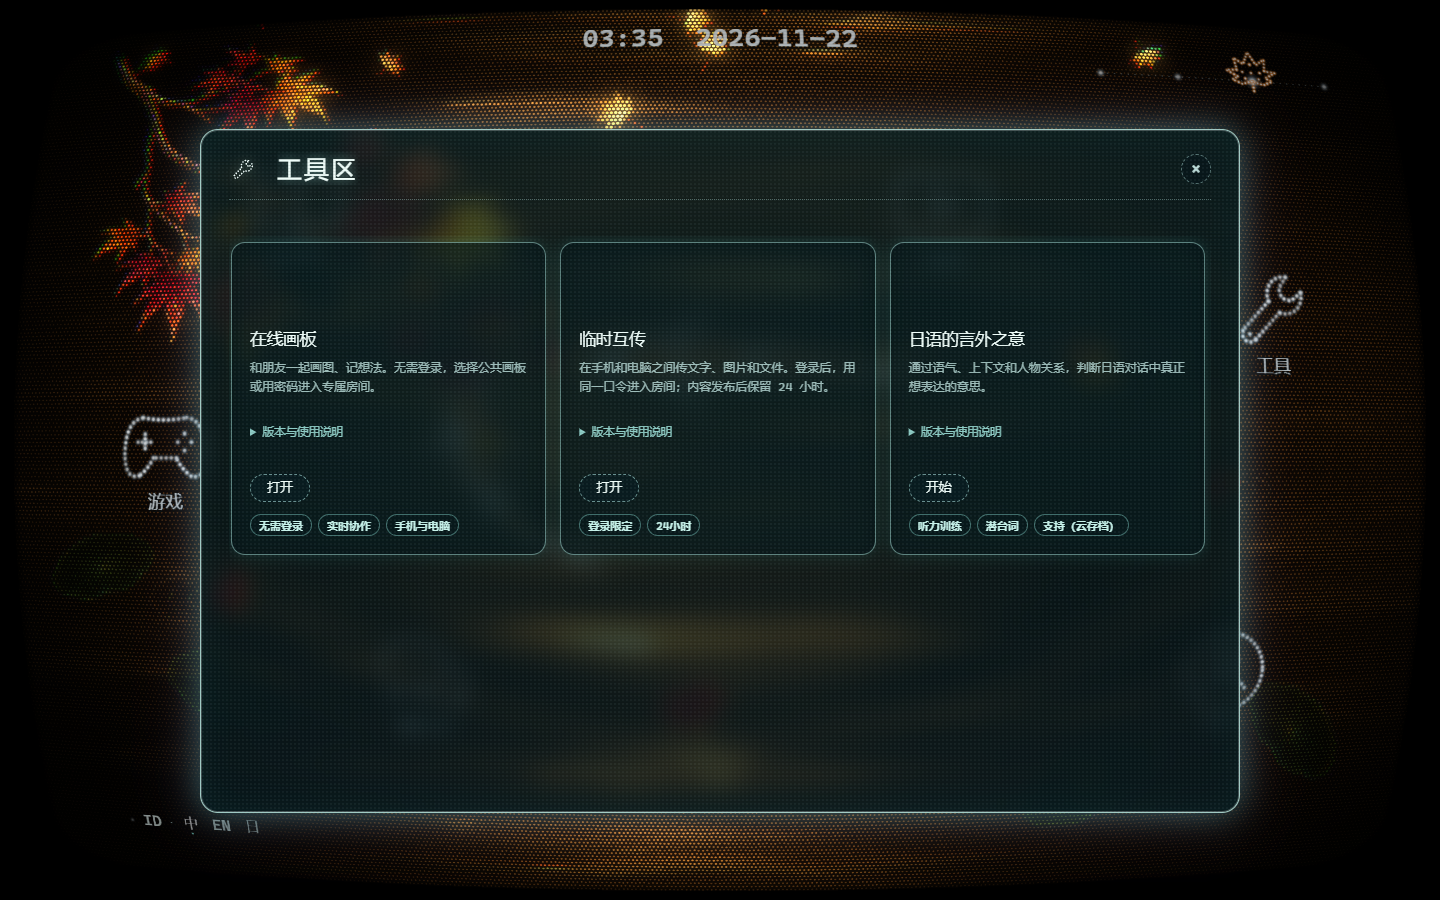 03:35 2026-11-22
工具区
×
在线画板
和朋友一起画图、记想法。无需登录，选择公共画板
或用密码进入专属房间。
▶ 版本与使用说明
打开
无需登录 实时协作 手机与电脑
临时互传
在手机和电脑之间传文字、图片和文件。登录后，用
同一口令进入房间；内容发布后保留 24 小时。
▶ 版本与使用说明
打开
登录限定 24小时
日语的言外之意
通过语气、上下文和人物关系，判断日语对话中真正
想表达的意思。
▶ 版本与使用说明
开始
听力训练 潜台词 支持（云存档）
工具
游戏
· ID · 中 EN 日